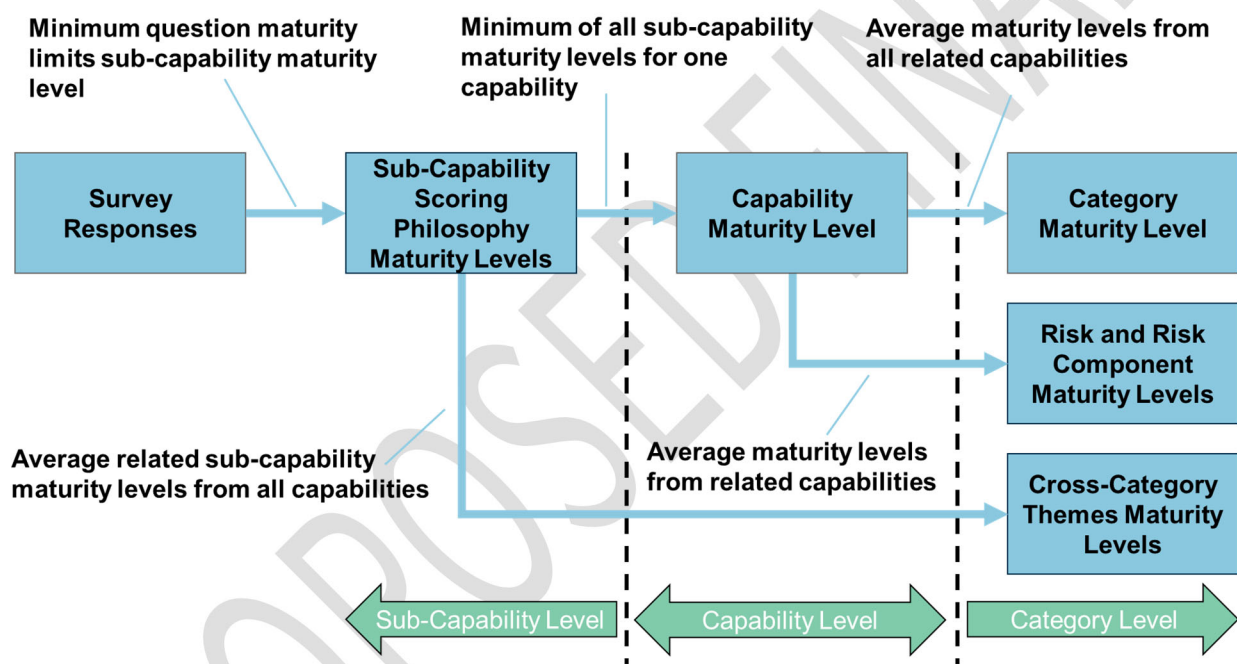 Minimum question maturity
limits sub-capability maturity
level
Minimum of all sub-capability
maturity levels for one
capability
Average maturity levels from
all related capabilities
Survey
Responses
Sub-Capability
Scoring
Philosophy
Maturity Levels
Capability
Maturity Level
Category
Maturity Level
Risk and Risk
Component
Maturity Levels
Average related sub-capability
maturity levels from all capabilities
Average maturity levels
from related capabilities
Cross-Category
Themes Maturity
Levels
Sub-Capability Level
Capability Level
Category Level
OPOSED FINA